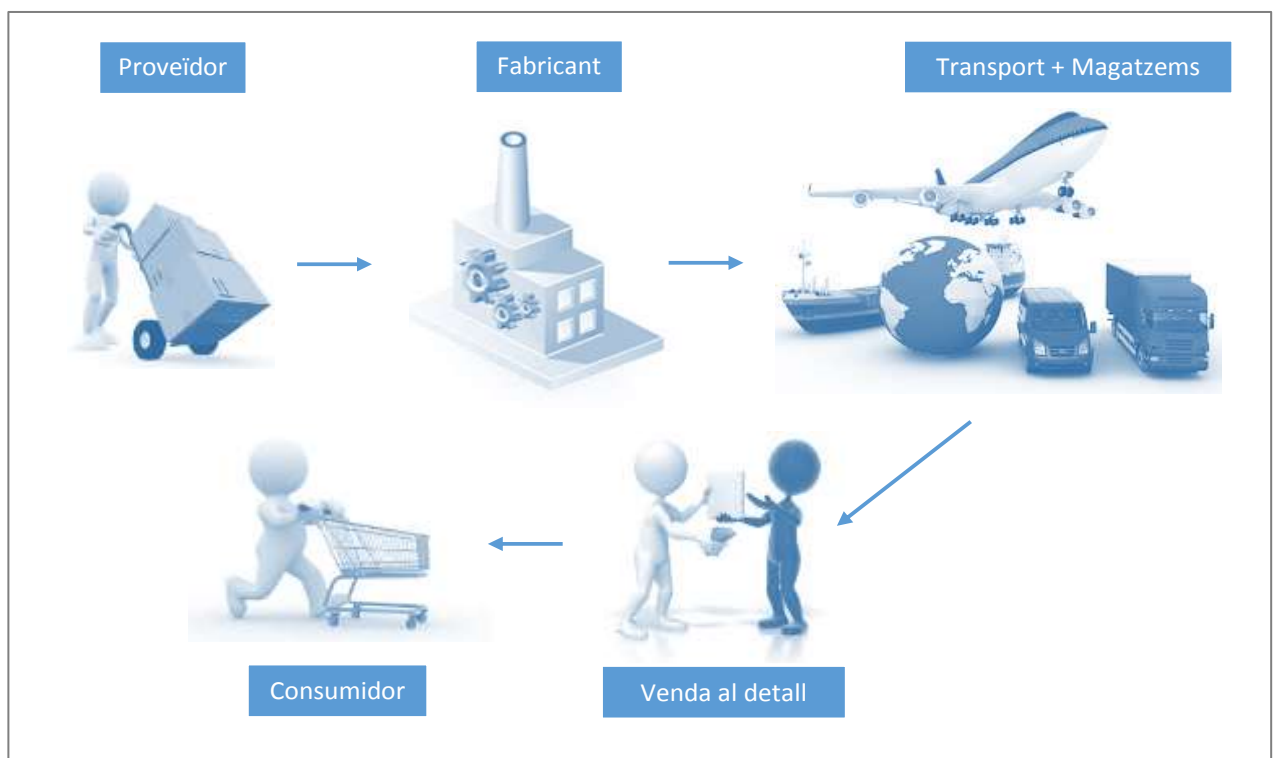 Proveïdor
Fabricant
Transport + Magatzems
Consumidor
Venda al detall